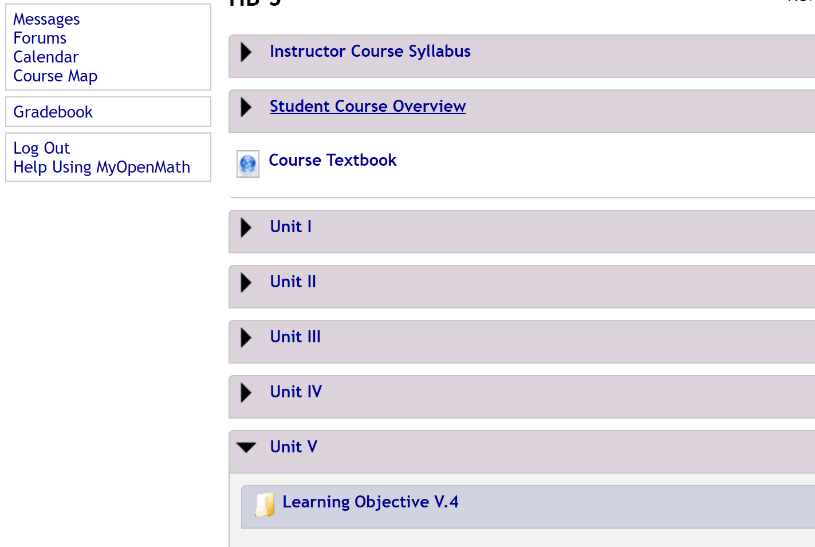 Messages
Forums
Calendar
Course Map
Gradebook
Log Out
Help Using MyOpenMath
Instructor Course Syllabus
Student Course Overview
Course Textbook
Unit I
Unit II
Unit III
Unit IV
Unit V
Learning Objective V.4